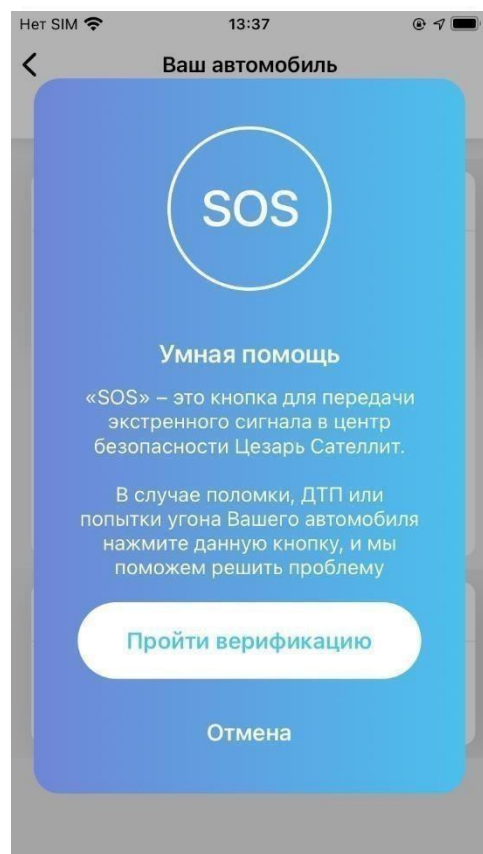 Нет SIM 13:37
Ваш автомобиль
SOS
Умная помощь
«SOS» – это кнопка для передачи
экстренного сигнала в центр
безопасности Цезарь Сателлит.
В случае поломки, ДТП или
попытки угона Вашего автомобиля
нажмите данную кнопку, и мы
поможем решить проблему
Пройти верификацию
Отмена